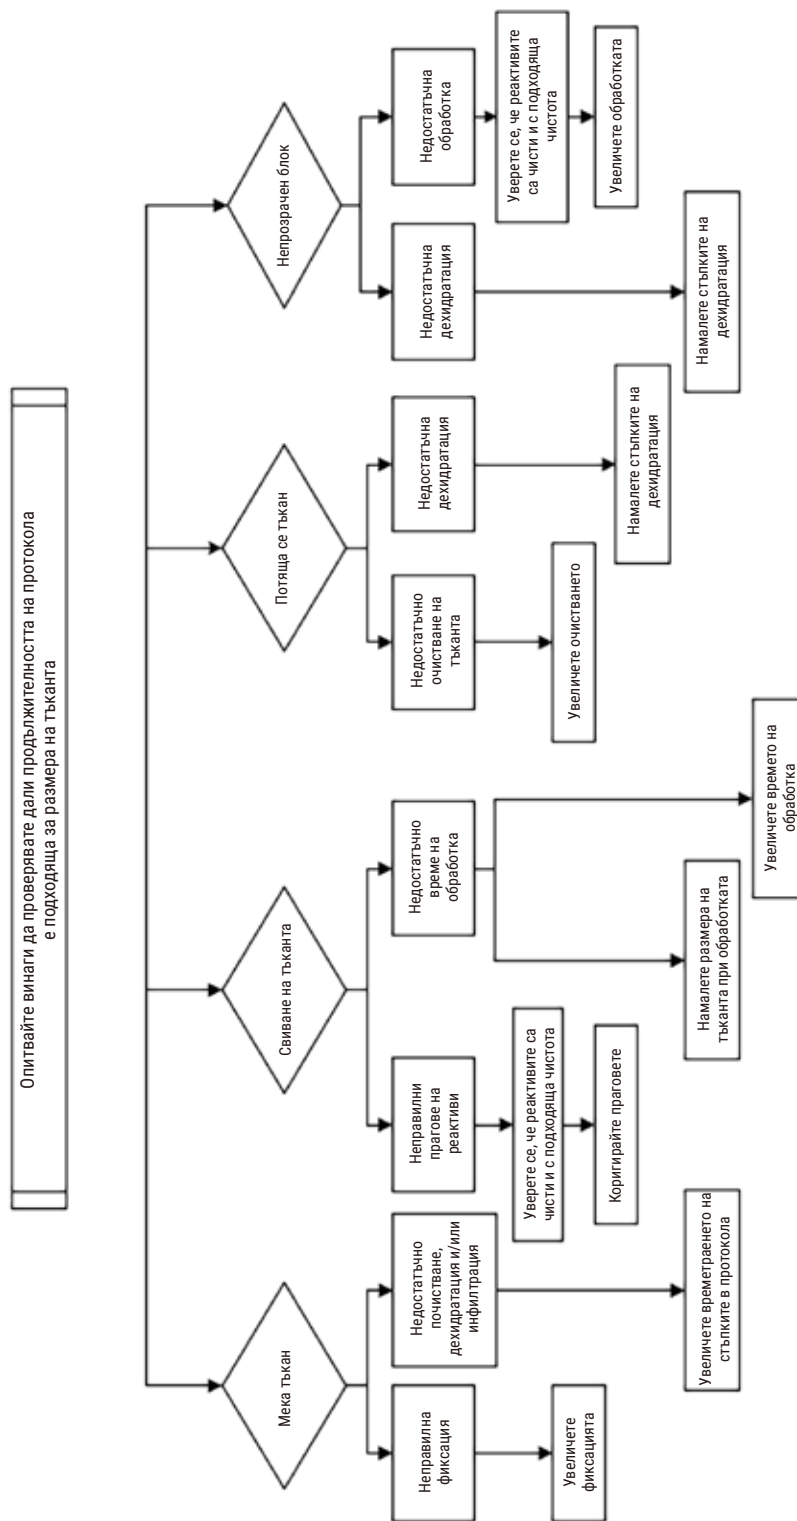 Опитвайте винаги да проверявате дали продължителността на протокола
е подходяща за размера на тъканта
Мека тъкан
Свиване на тъканта
Потяща се тъкан
Непрозрачен блок
Неправилна
фиксация
Недостатъчно
почистване,
дехидратация и/или
инфилтрация
Неправилни
прагове на
реактиви
Недостатъчно
време на
обработка
Недостатъчно
очистване на
тъканта
Недостатъчна
дехидратация
Недостатъчна
дехидратация
Недостатъчна
обработка
Уверете се, че реактивите са
чисти и с подходяща чистота
Уверете се, че реактивите
са чисти и с подходяща
чистота
Увеличете
фиксацията
Коригирайте праговете
Увеличете очистването
Увеличете обработката
Намалете стъпките на
дехидратация
Увеличете времетраенето на
стъпките в протокола
Намалете размера на
тъканта при обработката
Намалете стъпките на
дехидратация
Увеличете времето на
обработка